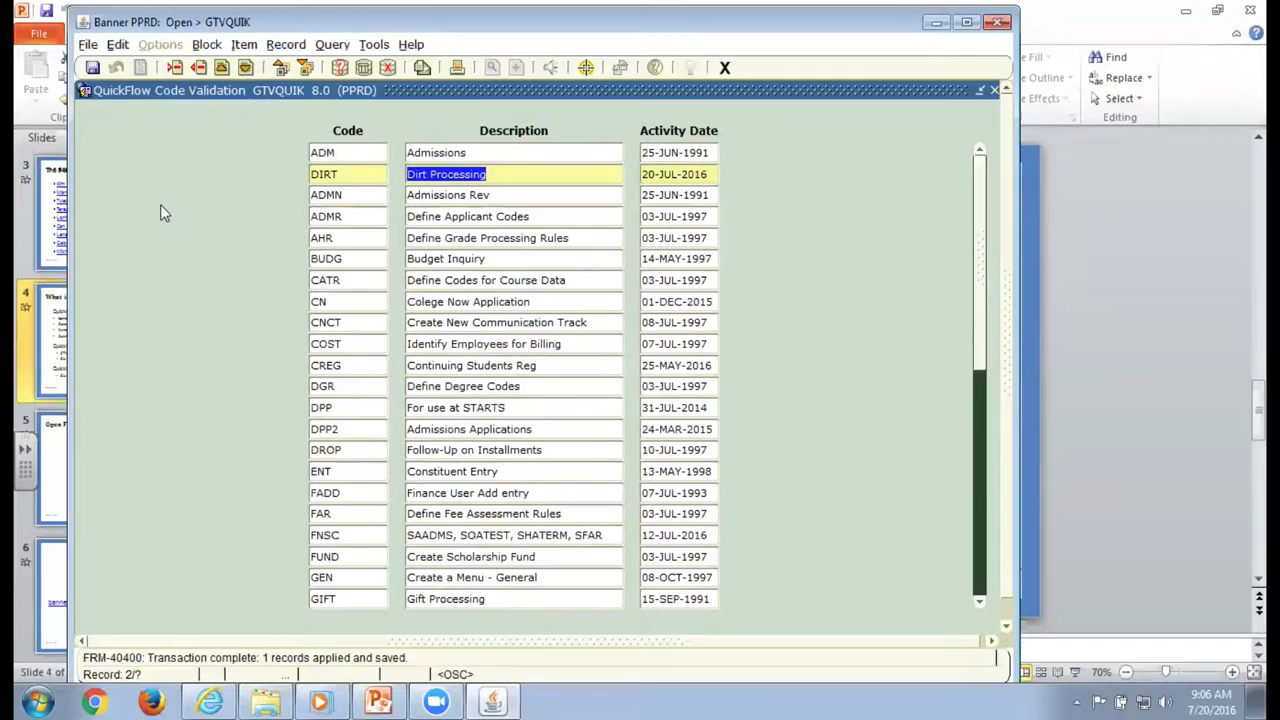 Banner PPRD: Open > GTVQUIK
File
File Edit Options Block Item Record Query Tools Help
Paste
Slides
QuickFlow Code Validation GTVQUIK 8.0 (PPRD)
Find
Replace
Select
Editing
Code Description Activity Date
ADM Admissions 25-JUN-1991
DIRT Dirt Processing 20-JUL-2016
ADMN Admissions Rev 25-JUN-1991
ADMR Define Applicant Codes 03-JUL-1997
AHR Define Grade Processing Rules 03-JUL-1997
BUDG Budget Inquiry 14-MAY-1997
CATR Define Codes for Course Data 03-JUL-1997
CN Colege Now Application 01-DEC-2015
CNCT Create New Communication Track 08-JUL-1997
COST Identify Employees for Billing 07-JUL-1997
CREG Continuing Students Reg 25-MAY-2016
DGR Define Degree Codes 03-JUL-1997
DPP For use at STARTS 31-JUL-2014
DPP2 Admissions Applications 24-MAR-2015
DROP Follow-Up on Installments 10-JUL-1997
ENT Constituent Entry 13-MAY-1998
FADD Finance User Add entry 07-JUL-1993
FAR Define Fee Assessment Rules 03-JUL-1997
FNSC SAADMS, SOATEST, SHATERM, SFAR 12-JUL-2016
FUND Create Scholarship Fund 03-JUL-1997
GEN Create a Menu - General 08-OCT-1997
GIFT Gift Processing 15-SEP-1991
3
4
5
6
FRM-40400: Transaction complete: 1 records applied and saved.
Record: 2/? ... <OSC>
Slide 4 of
70%
9:06 AM
7/20/2016